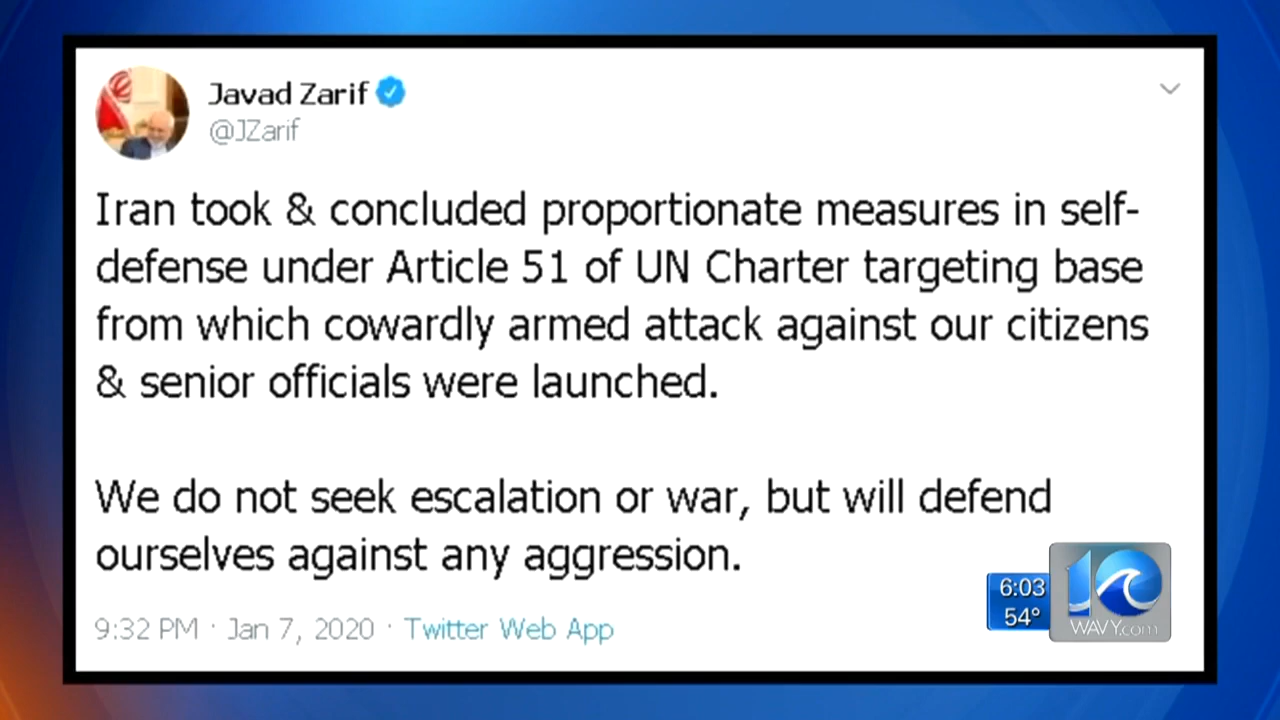 Javad Zarif
@JZarif
Iran took & concluded proportionate measures in self-
defense under Article 51 of UN Charter targeting base
from which cowardly armed attack against our citizens
& senior officials were launched.
We do not seek escalation or war, but will defend
ourselves against any aggression.
9:32 PM · Jan 7, 2020 · Twitter Web App
6:03
54°
10
WAVY.com